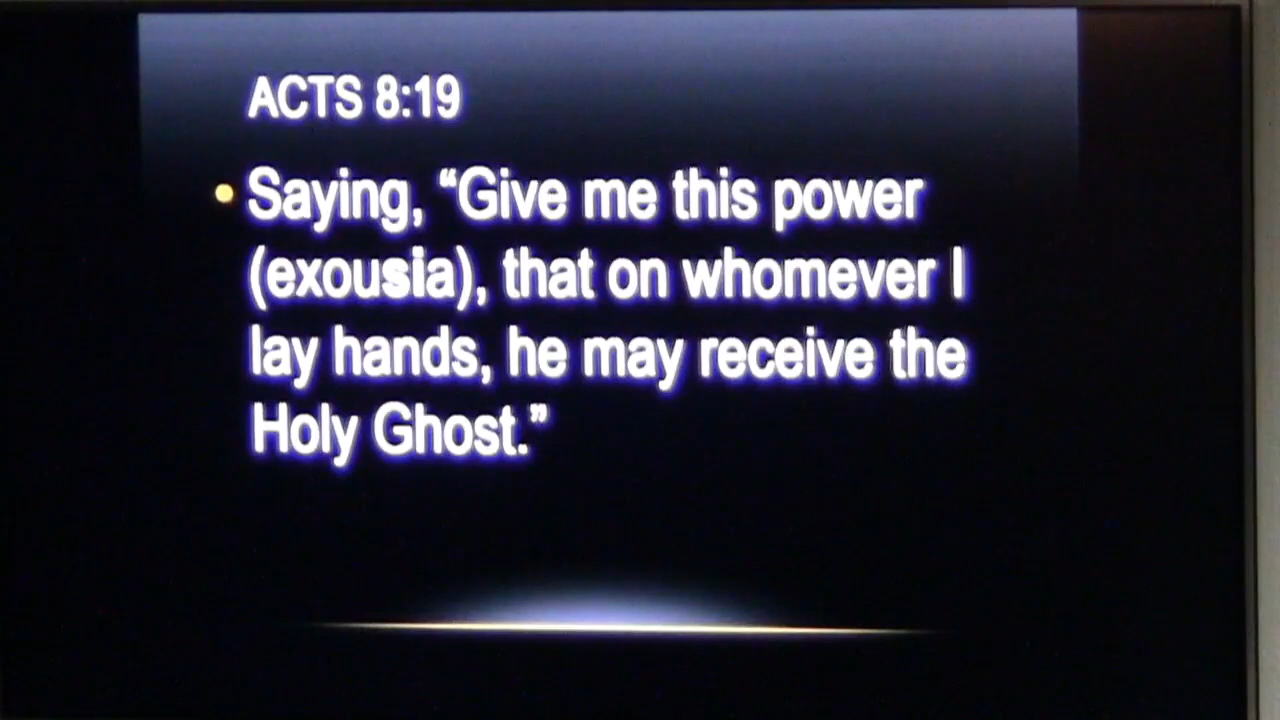 ACTS 8:19
• Saying, “Give me this power
(exousia), that on whomever I
lay hands, he may receive the
Holy Ghost.”